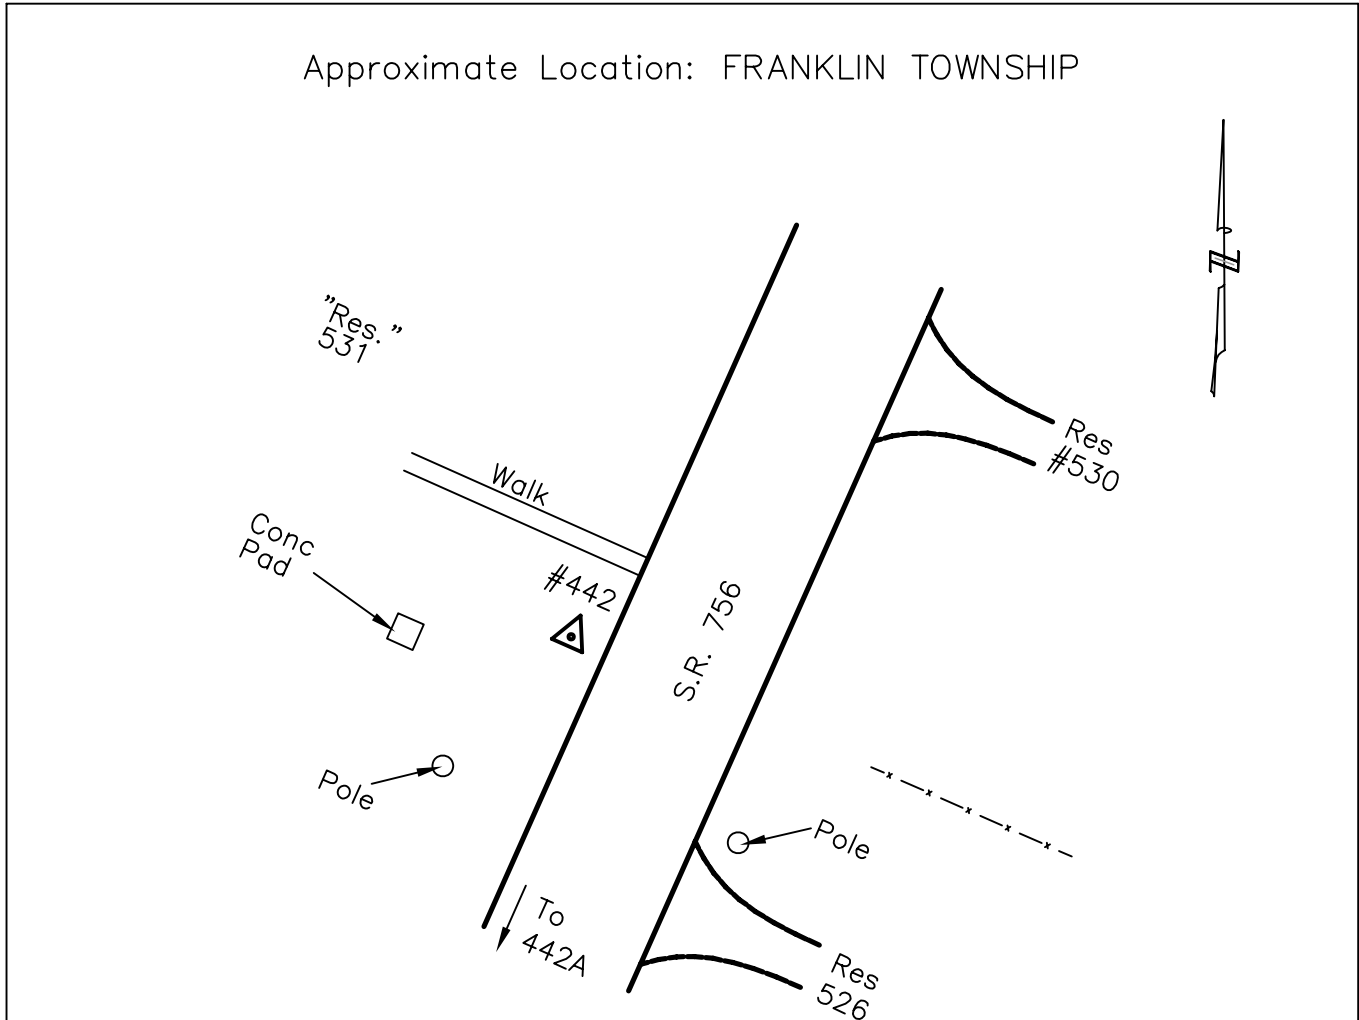 Approximate Location: FRANKLIN TOWNSHIP
N
"Res."
531
Res
#530
Walk
Conc
Pad
#442
S.R. 756
Pole
Pole
To
442A
Res
526